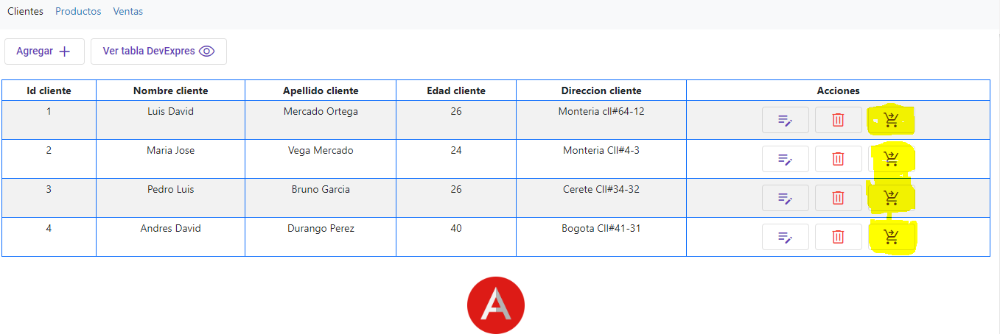 Clientes Productos Ventas
Agregar Ver tabla DevExpres
Id cliente Nombre cliente Apellido cliente Edad cliente Direccion cliente Acciones
1 Luis David Mercado Ortega 26 Monteria cll#64-12
2 Maria Jose Vega Mercado 24 Monteria Cll#4-3
3 Pedro Luis Bruno Garcia 26 Cerete Cll#34-32
4 Andres David Durango Perez 40 Bogota Cll#41-31
A